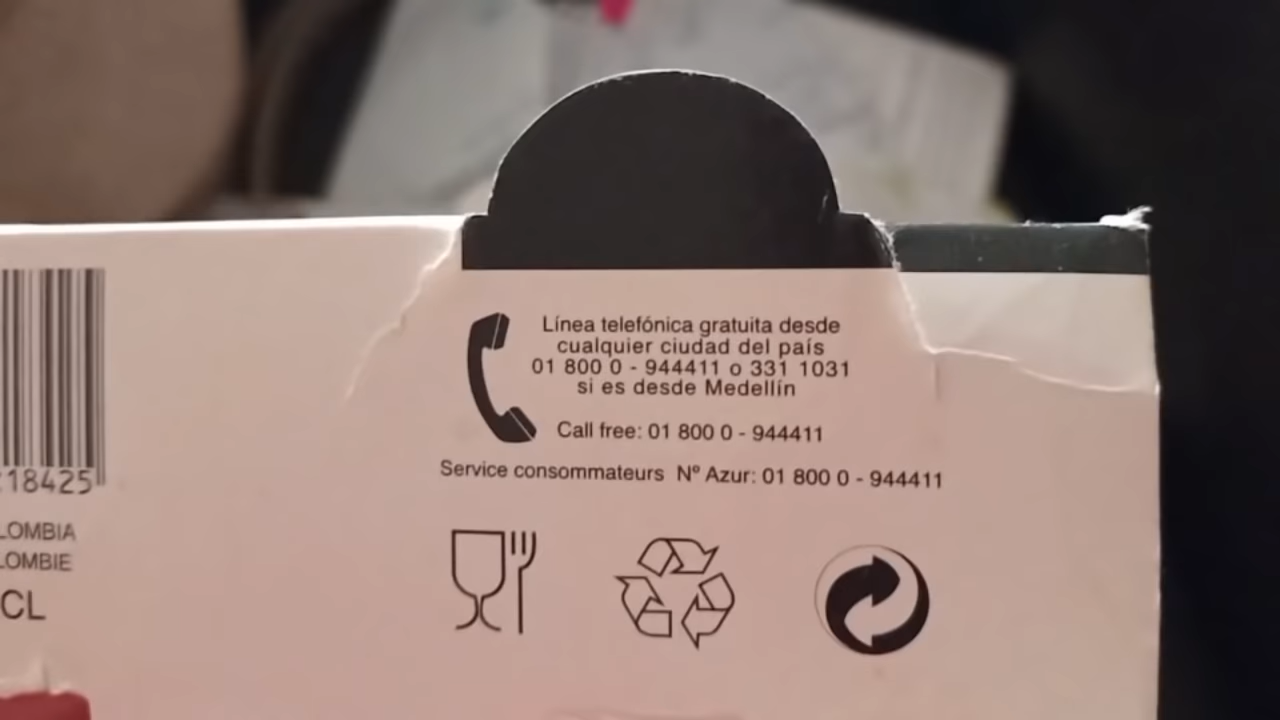 Línea telefónica gratuita desde
cualquier ciudad del país
01 800 0 - 944411 o 331 1031
si es desde Medellín
Call free: 01 800 0 - 944411
Service consommateurs Nº Azur: 01 800 0 - 944411
18425
LOMBIA
LOMBIE
CL